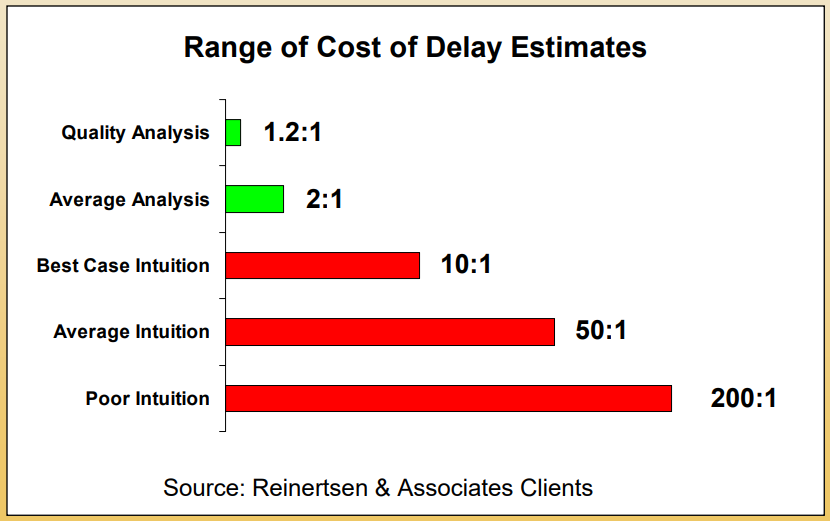 Range of Cost of Delay Estimates
Quality Analysis 1.2:1
Average Analysis 2:1
Best Case Intuition 10:1
Average Intuition 50:1
Poor Intuition 200:1
Source: Reinertsen & Associates Clients